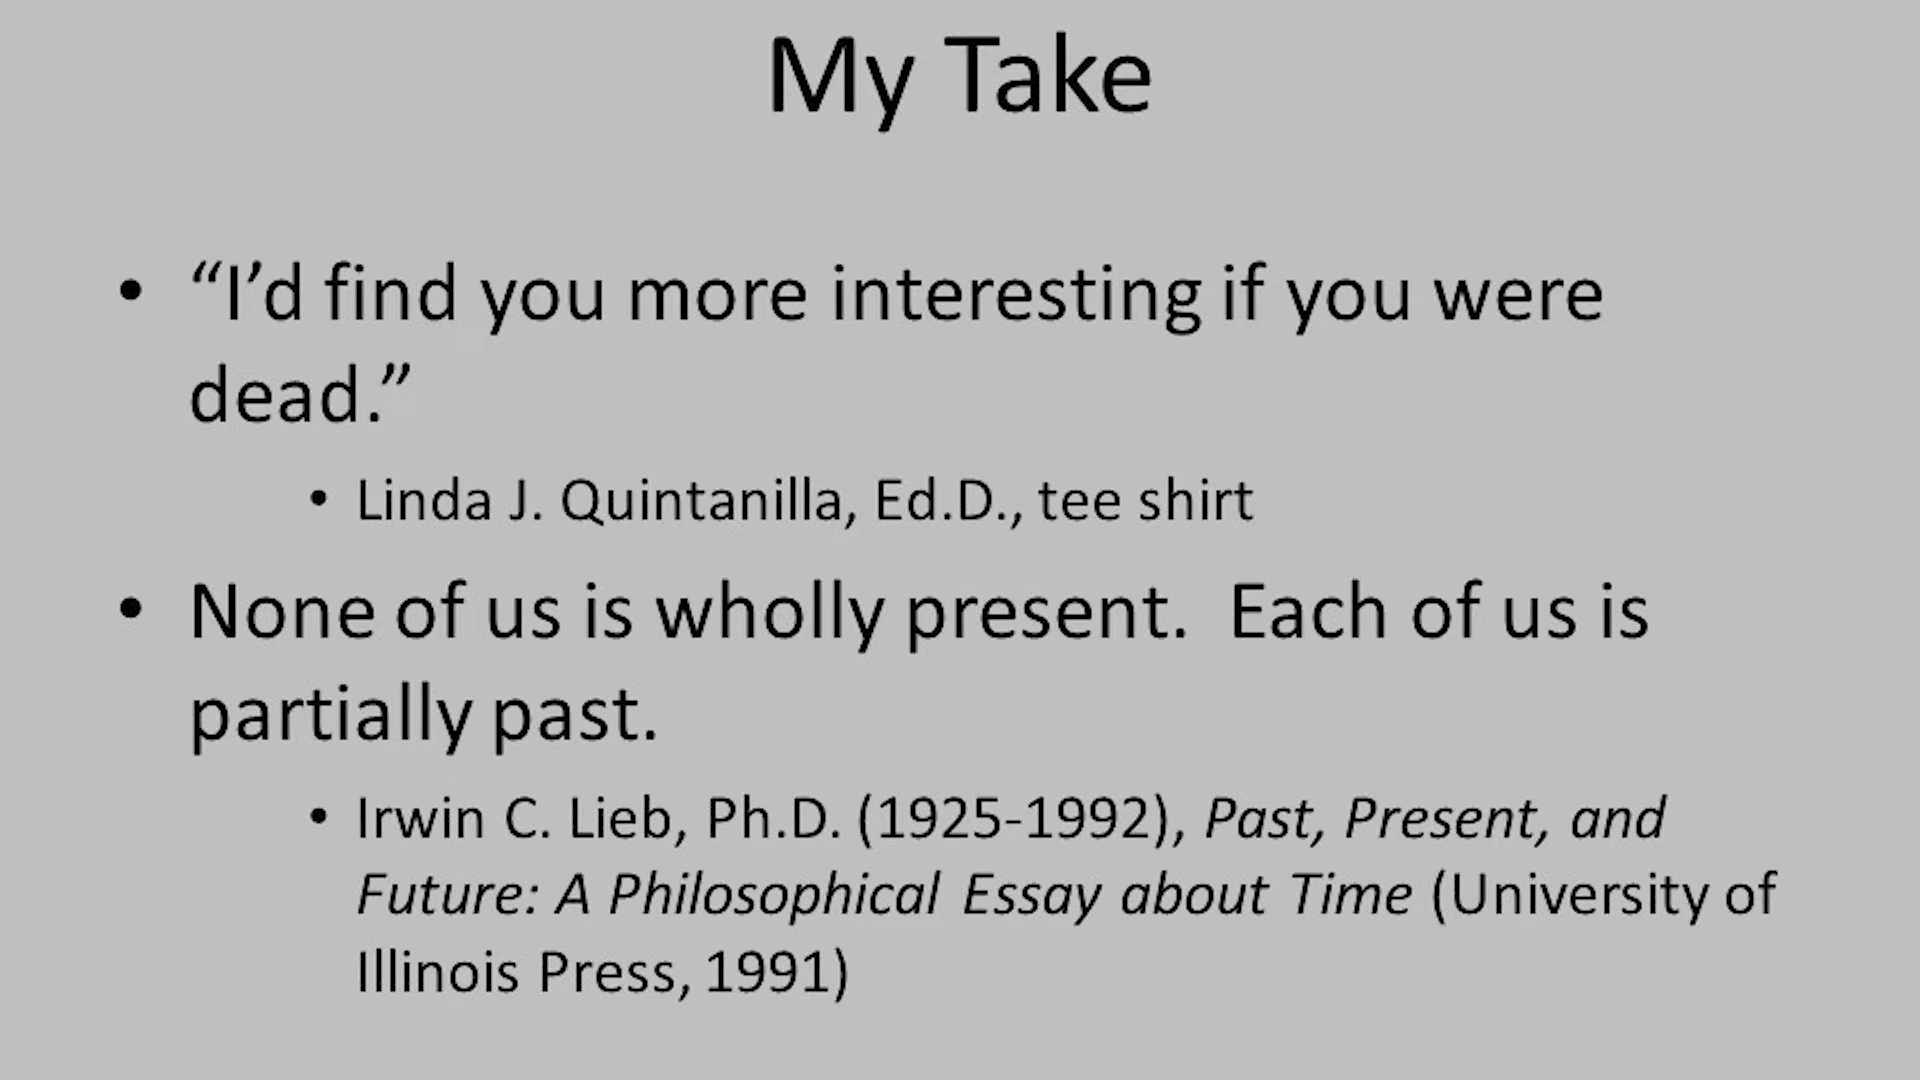 My Take
• “I’d find you more interesting if you were
dead.”
• Linda J. Quintanilla, Ed.D., tee shirt
• None of us is wholly present.  Each of us is
partially past.
• Irwin C. Lieb, Ph.D. (1925-1992), Past, Present, and
Future: A Philosophical Essay about Time (University of
Illinois Press, 1991)